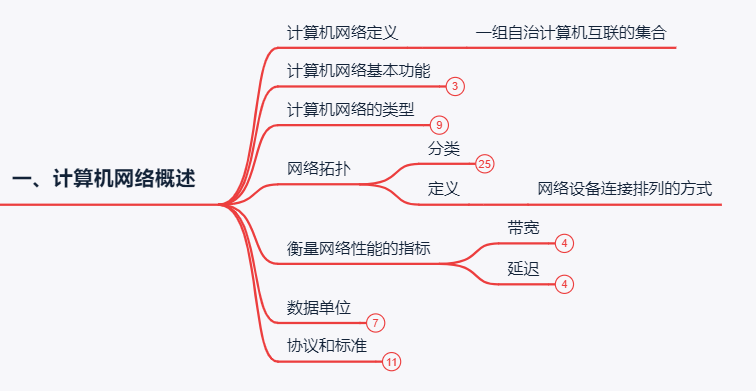 计算机网络定义
一组自治计算机互联的集合
计算机网络基本功能
3
计算机网络的类型
9
网络拓扑
分类
25
定义
网络设备连接排列的方式
一、计算机网络概述
衡量网络性能的指标
带宽
4
延迟
4
数据单位
7
协议和标准
11